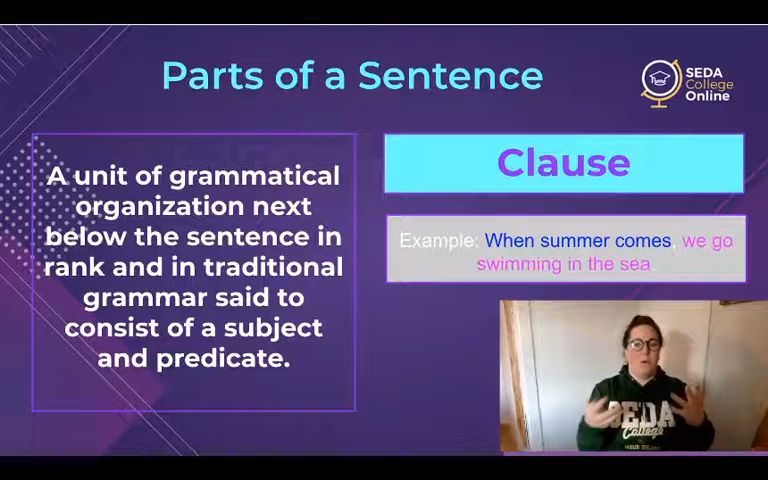 Parts of a Sentence
SEDA
College
Online
A unit of grammatical
organization next
below the sentence in
rank and in traditional
grammar said to
consist of a subject
and predicate.
Clause
Example: When summer comes, we go
swimming in the sea
SEDA
College